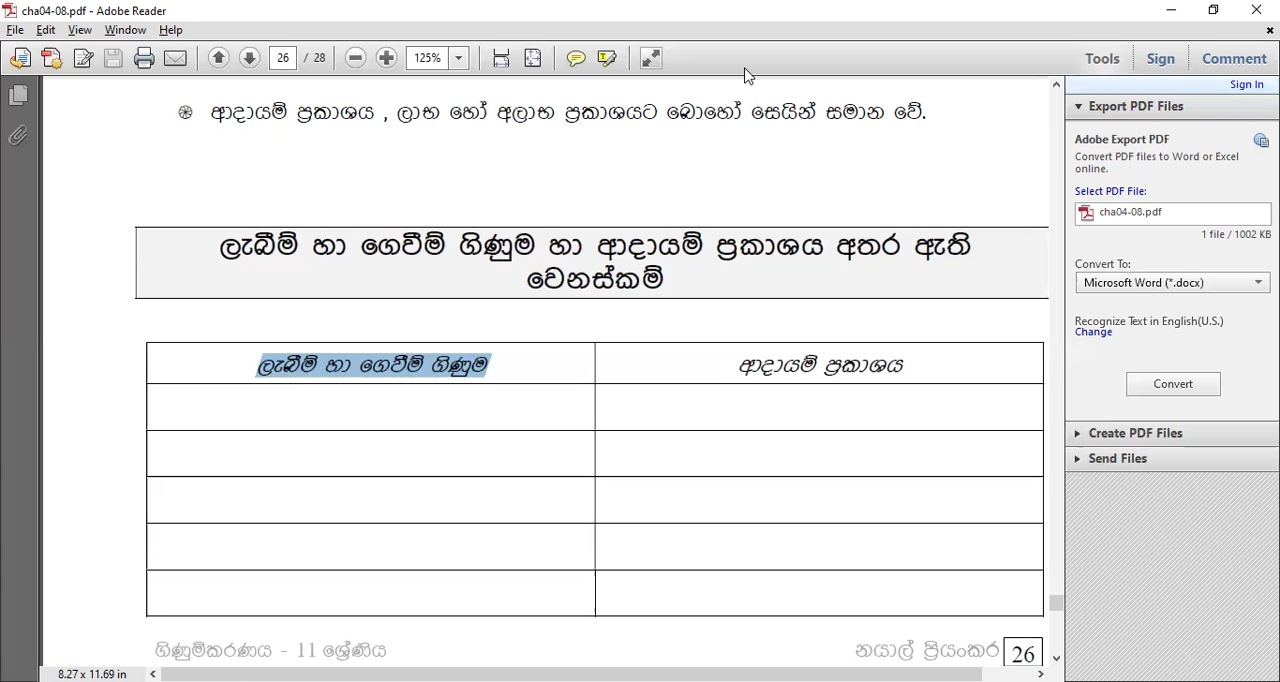 cha04-08.pdf - Adobe Reader
File Edit View Window Help
26 / 28 125% Tools Sign Comment
Sign In
Export PDF Files
Adobe Export PDF
Convert PDF files to Word or Excel
online.
Select PDF File:
cha04-08.pdf
1 file / 1002 KB
Convert To:
Microsoft Word (*.docx)
Recognize Text in English(U.S.)
Change
Convert
Create PDF Files
Send Files
ආදායම් ප්‍රකාශය , ලාභ හෝ අලාභ ප්‍රකාශයට බොහෝ සෙයින් සමාන වේ.
ලැබීම් හා ගෙවීම් ගිණුම හා ආදායම් ප්‍රකාශය අතර ඇති
වෙනස්කම්
ලැබීම් හා ගෙවීම් ගිණුම ආදායම් ප්‍රකාශය
ගිණුම්කරණය - 11 ශ්‍රේණිය නයාල් ප්‍රියංකර 26
8.27 x 11.69 in